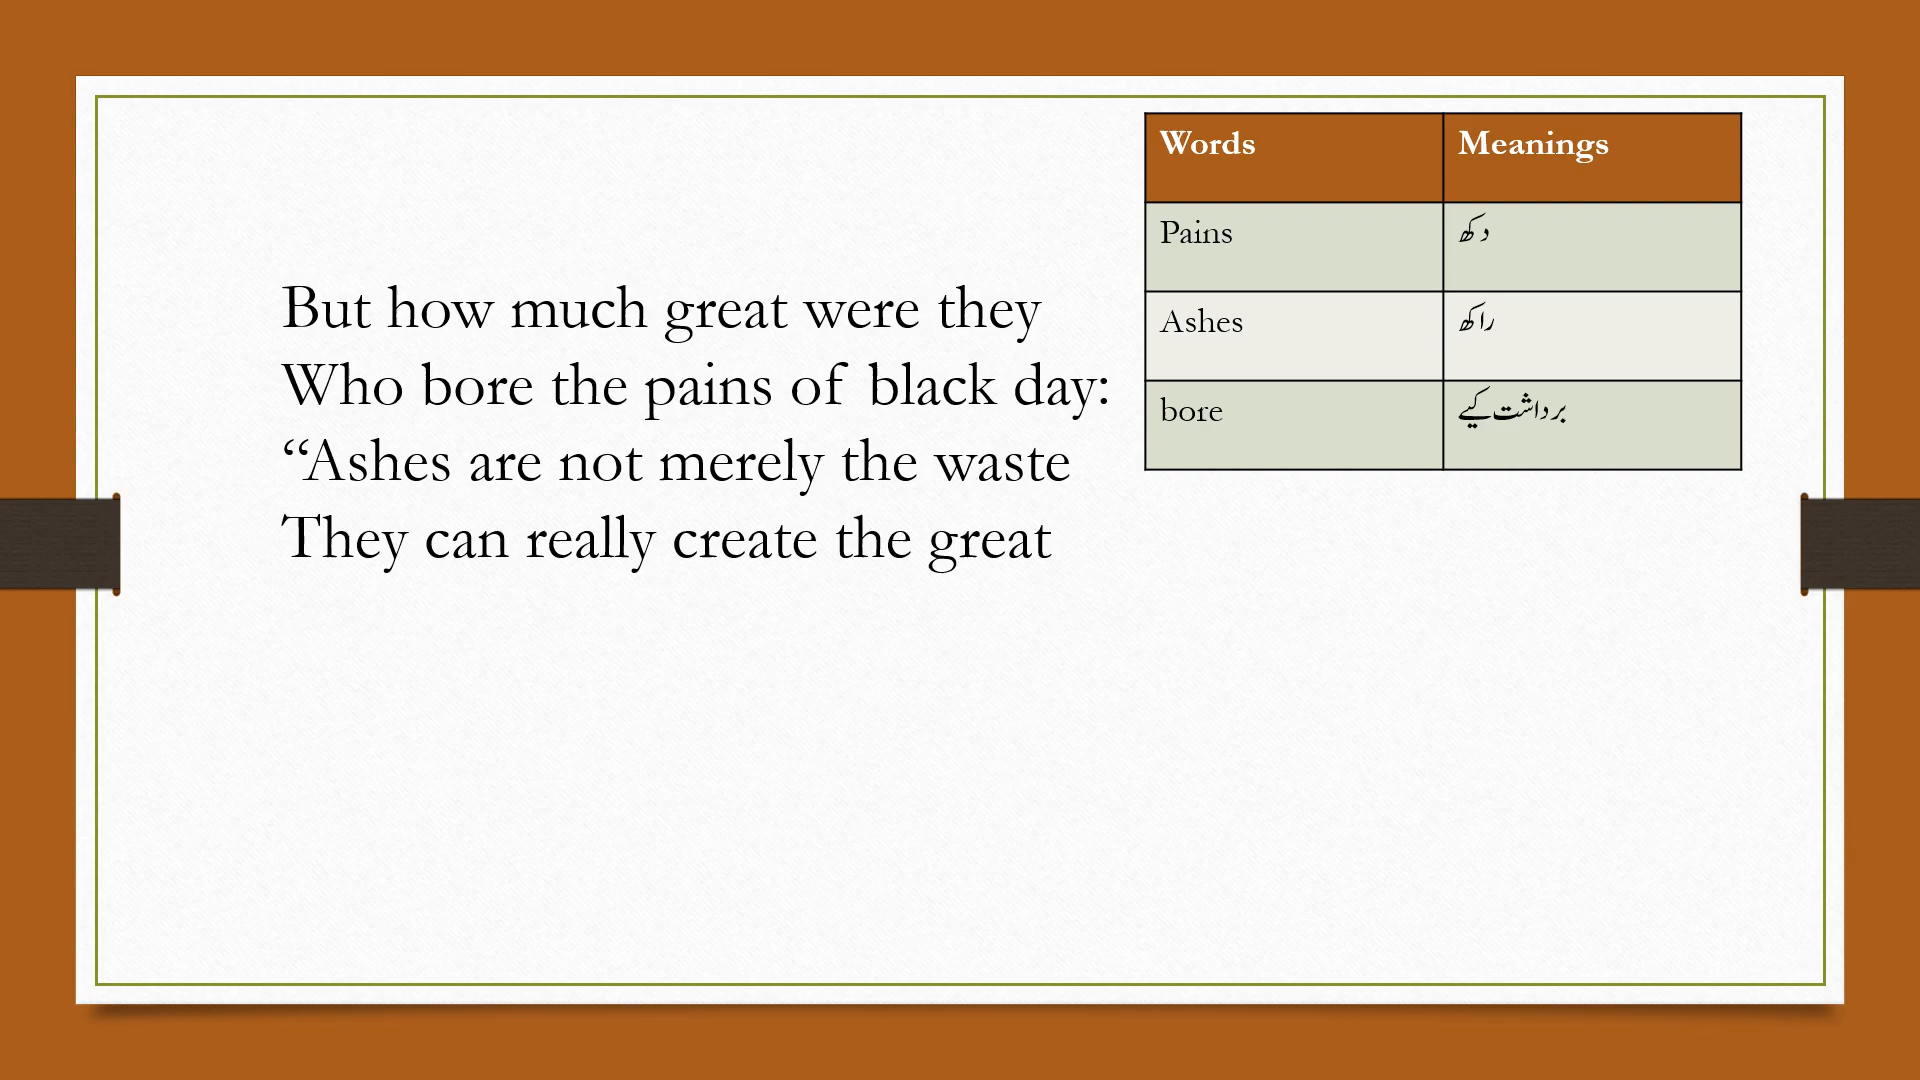 But how much great were they
Who bore the pains of black day:
“Ashes are not merely the waste
They can really create the great
Words Meanings
Pains دکھ
Ashes راکھ
bore برداشت کیے